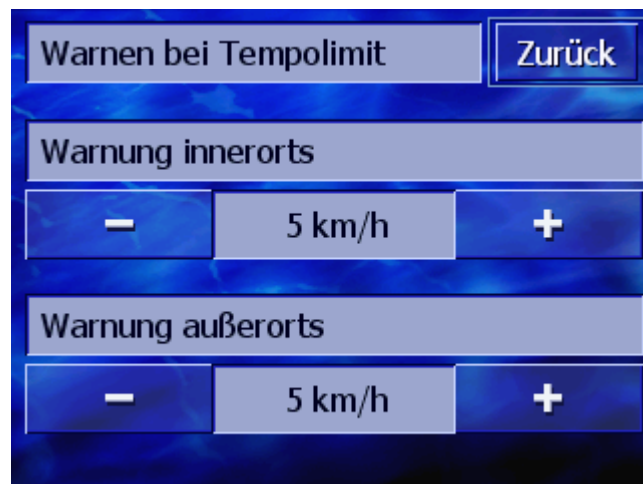 Warnen bei Tempolimit Zurück
Warnung innerorts
− 5 km/h +
Warnung außerorts
− 5 km/h +